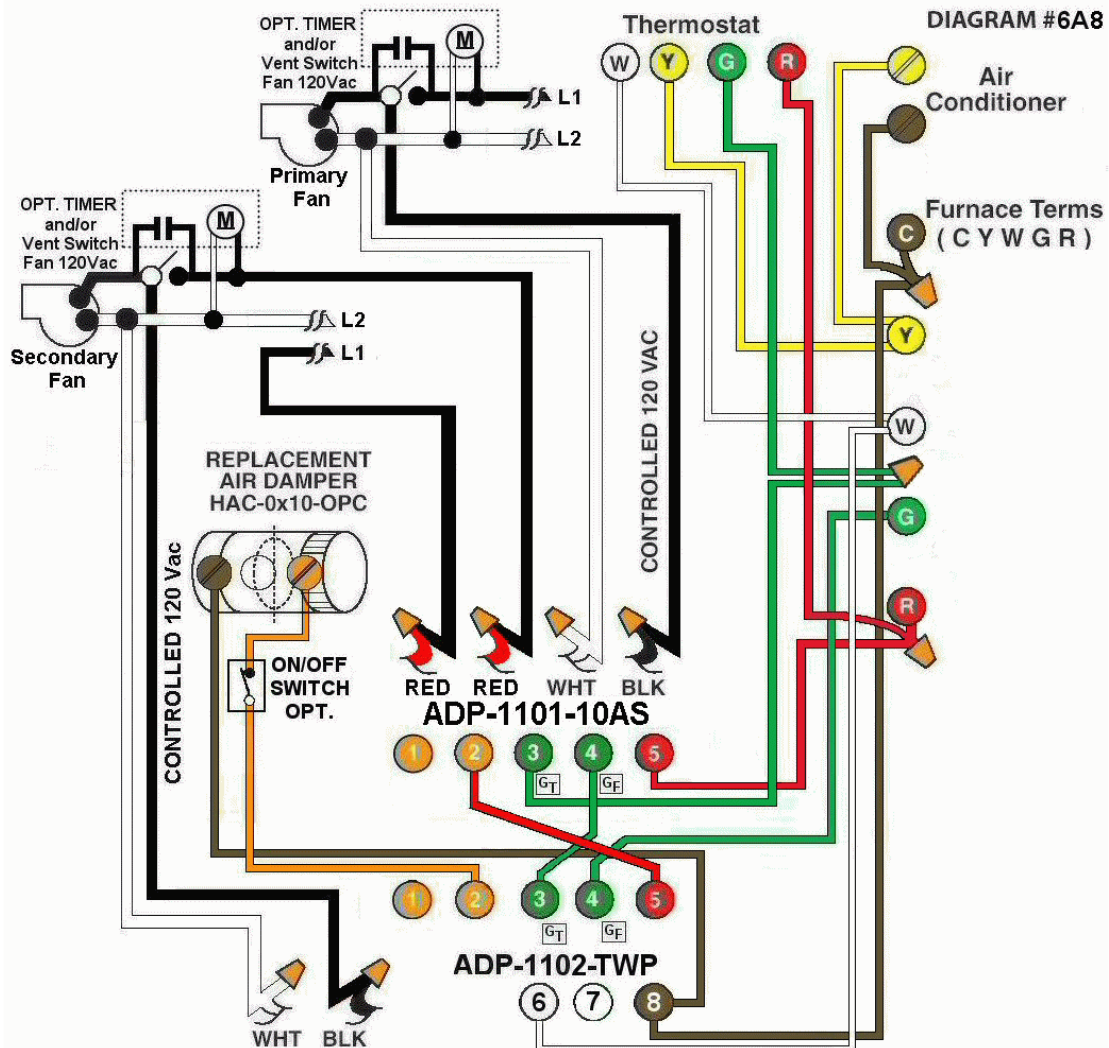 DIAGRAM #6A8
OPT. TIMER
and/or
Vent Switch
Fan 120Vac
M
L1
L2
Primary
Fan
Thermostat
W
Y
G
R
Air
Conditioner
Furnace Terms
( C Y W G R )
C
Y
W
G
R
OPT. TIMER
and/or
Vent Switch
Fan 120Vac
M
L2
L1
Secondary
Fan
CONTROLLED 120 VAC
REPLACEMENT
AIR DAMPER
HAC-0x10-OPC
CONTROLLED 120 Vac
ON/OFF
SWITCH
OPT.
RED RED WHT BLK
ADP-1101-10AS
1 2 3 4 5
GT GF
1 2 3 4 5
GT GF
ADP-1102-TWP
6 7 8
WHT BLK